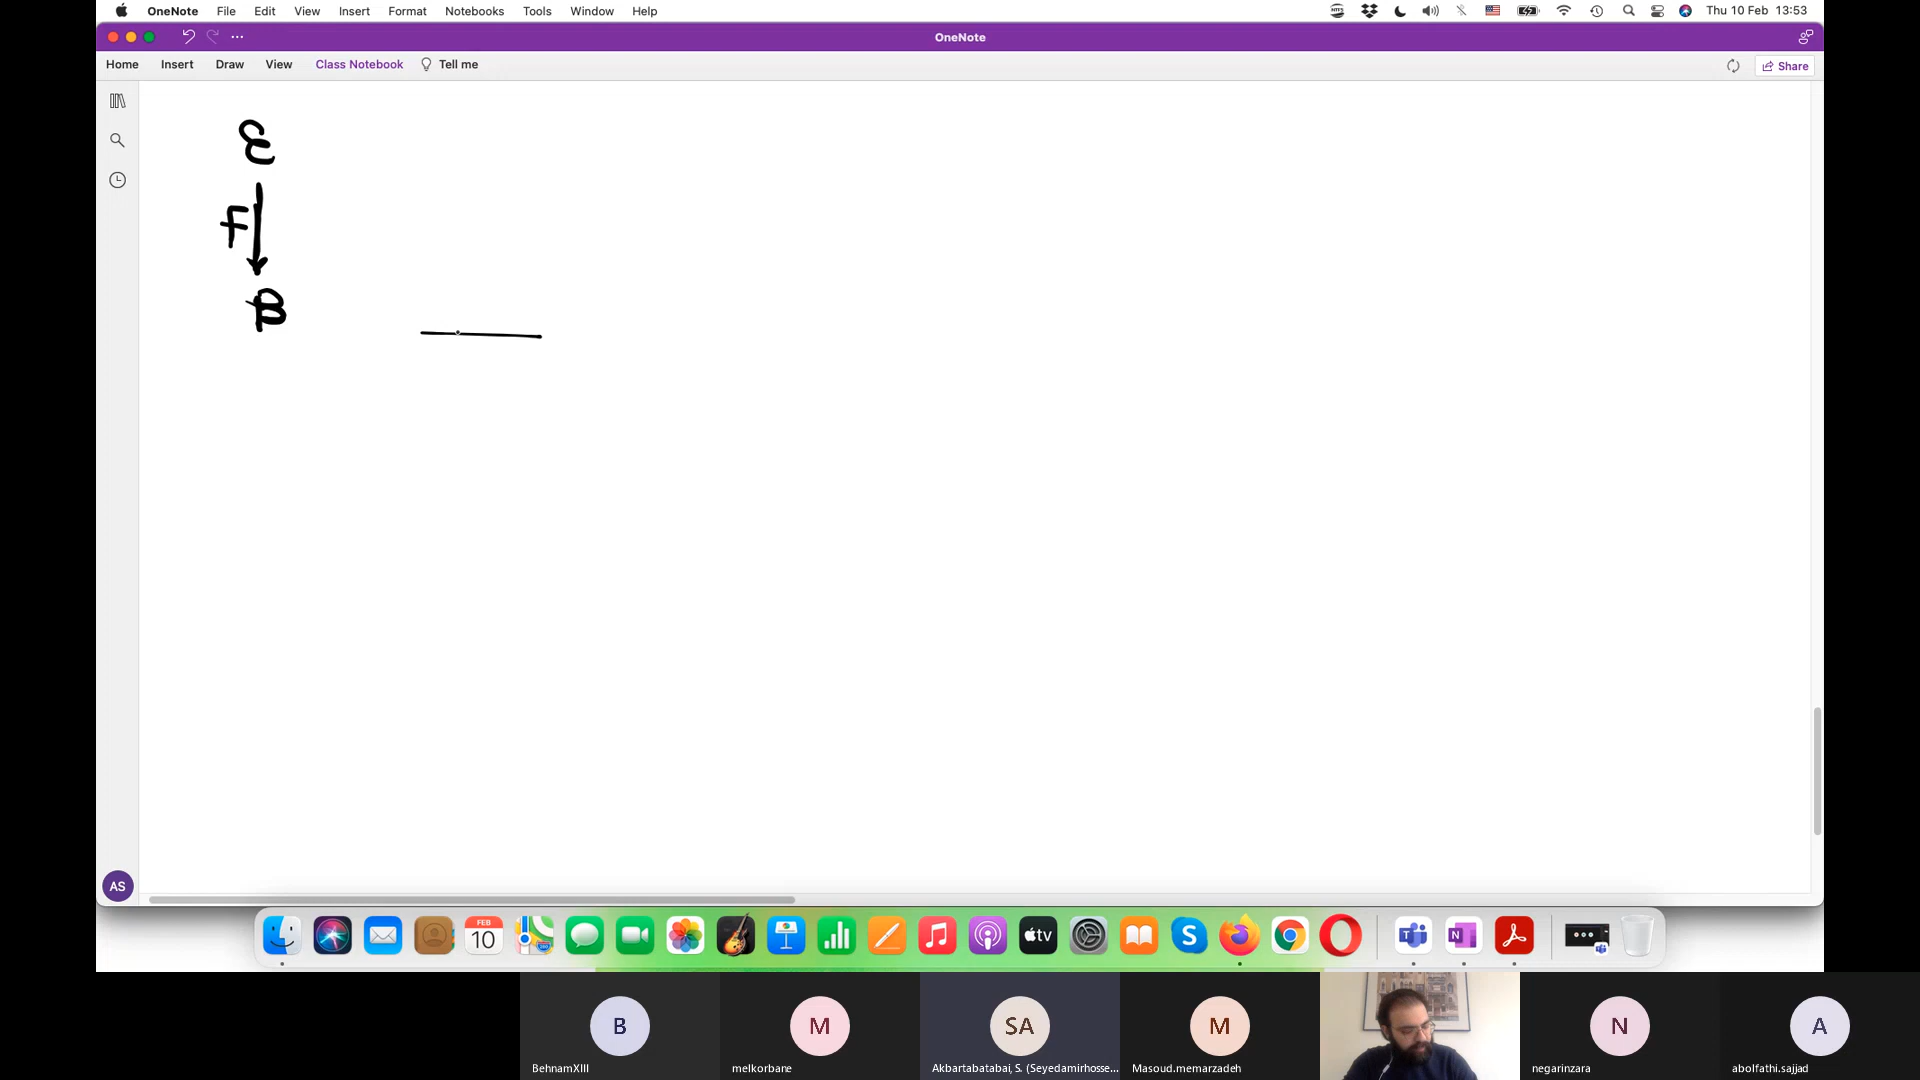 OneNote File Edit View Insert Format Notebooks Tools Window Help
Thu 10 Feb 13:53
OneNote
Home Insert Draw View Class Notebook Tell me
Share
ℰ
F
B
AS
FEB
10
tv
S
N
B
M
SA
M
N
A
BehnamXIII
melkorbane
Akbartabatabai, S. (Seyedamirhosse...
Masoud.memarzadeh
negarinzara
abolfathi.sajjad